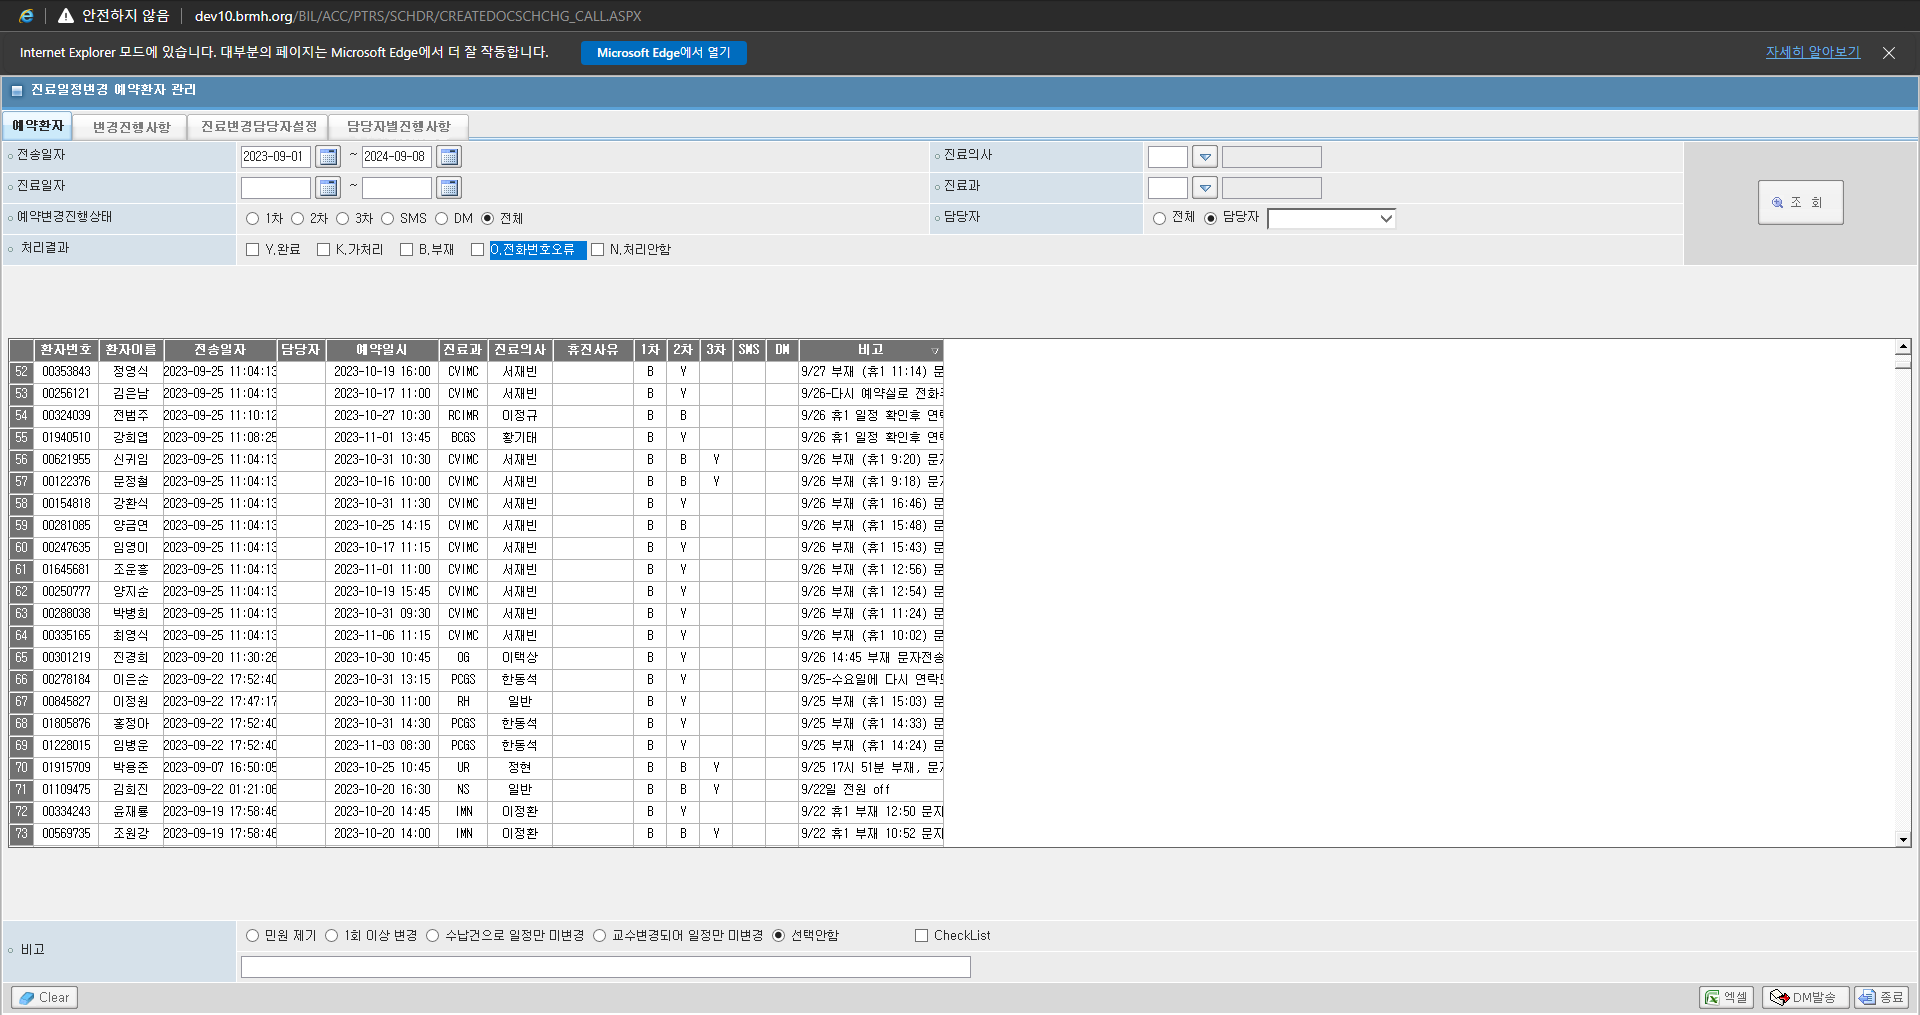 안전하지 않음 dev10.brmh.org/BIL/ACC/PTRS/SCHDR/CREATEDOCSCHCHG_CALL.ASPX
Internet Explorer 모드에 있습니다. 대부분의 페이지는 Microsoft Edge에서 더 잘 작동합니다. Microsoft Edge에서 열기 자세히 알아보기
진료일정변경 예약환자 관리
예약환자 변경진행사항 진료변경담당자설정 담당자별진행사항
전송일자 2023-09-01 ~ 2024-09-08 진료의사
진료일자 ~ 진료과
예약변경진행상태 1차 2차 3차 SMS DM 전체 담당자 전체 담당자
조 회
처리결과 Y.완료 K.가처리 B.부재 O.전화번호오류 N.처리안함
환자번호 환자이름 전송일자 담당자 예약일시 진료과 진료의사 휴진사유 1차 2차 3차 SMS DM 비고
52 00353843 정영식 2023-09-25 11:04:13 2023-10-19 16:00 CVIMC 서재빈 B Y 9/27 부재 (휴1 11:14) 문
53 00256121 김은남 2023-09-25 11:04:13 2023-10-17 11:00 CVIMC 서재빈 B Y 9/26-다시 예약실로 전화
54 00324039 전범주 2023-09-25 11:10:12 2023-10-27 10:30 RCIMR 이정규 B B 9/26 휴1 일정 확인후 연
55 01940510 강희엽 2023-09-25 11:08:25 2023-11-01 13:45 BCGS 황기태 B Y 9/26 휴1 일정 확인후 연
56 00621955 신귀임 2023-09-25 11:04:13 2023-10-31 10:30 CVIMC 서재빈 B B Y 9/26 부재 (휴1 9:20) 문자
57 00122376 문정철 2023-09-25 11:04:13 2023-10-16 10:00 CVIMC 서재빈 B B Y 9/26 부재 (휴1 9:18) 문자
58 00154818 강환식 2023-09-25 11:04:13 2023-10-31 11:30 CVIMC 서재빈 B Y 9/26 부재 (휴1 16:46) 문
59 00281085 양금연 2023-09-25 11:04:13 2023-10-25 14:15 CVIMC 서재빈 B B 9/26 부재 (휴1 15:48) 문
60 00247635 임영이 2023-09-25 11:04:13 2023-10-17 11:15 CVIMC 서재빈 B Y 9/26 부재 (휴1 15:43) 문
61 01645681 조운흥 2023-09-25 11:04:13 2023-11-01 11:00 CVIMC 서재빈 B Y 9/26 부재 (휴1 12:56) 문
62 00250777 양지순 2023-09-25 11:04:13 2023-10-19 15:45 CVIMC 서재빈 B Y 9/26 부재 (휴1 12:54) 문
63 00288038 박병희 2023-09-25 11:04:13 2023-10-31 09:30 CVIMC 서재빈 B Y 9/26 부재 (휴1 11:24) 문
64 00335165 최영식 2023-09-25 11:04:13 2023-11-06 11:15 CVIMC 서재빈 B Y 9/26 부재 (휴1 10:02) 문
65 00301219 진경희 2023-09-20 11:30:26 2023-10-30 10:45 OG 이택상 B Y 9/26 14:45 부재 문자전송
66 00278184 이은순 2023-09-22 17:52:40 2023-10-31 13:15 PCGS 한동석 B Y 9/25-수요일에 다시 연락
67 00845827 이정원 2023-09-22 17:47:17 2023-10-30 11:00 RH 일반 B Y 9/25 부재 (휴1 15:03) 문
68 01805876 홍정아 2023-09-22 17:52:40 2023-10-31 14:30 PCGS 한동석 B Y 9/25 부재 (휴1 14:33) 문
69 01228015 임병운 2023-09-22 17:52:40 2023-11-03 08:30 PCGS 한동석 B Y 9/25 부재 (휴1 14:24) 문
70 01915709 박용준 2023-09-07 16:50:05 2023-10-25 10:45 UR 정현 B B Y 9/25 17시 51분 부재, 문자
71 01109475 김희진 2023-09-22 01:21:06 2023-10-20 16:30 NS 일반 B B Y 9/22일 전원 off
72 00334243 윤재룡 2023-09-19 17:58:46 2023-10-20 14:45 IMN 이정환 B Y 9/22 휴1 부재 12:50 문자
73 00569735 조원강 2023-09-19 17:58:46 2023-10-20 14:00 IMN 이정환 B B Y 9/22 휴1 부재 10:52 문자
비고 민원 제기 1회 이상 변경 수납건으로 일정만 미변경 교수변경되어 일정만 미변경 선택안함 CheckList
Clear 엑셀 DM발송 종료